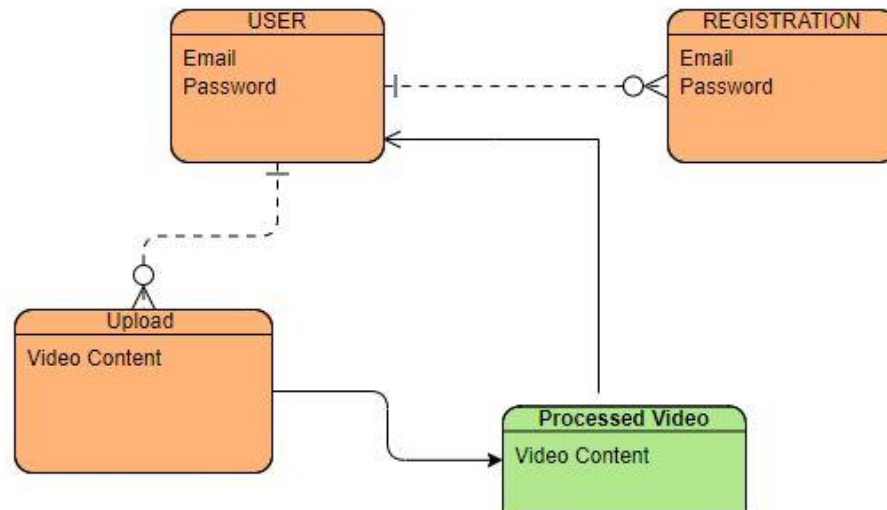 USER
Email
Password
REGISTRATION
Email
Password
Upload
Video Content
Processed Video
Video Content